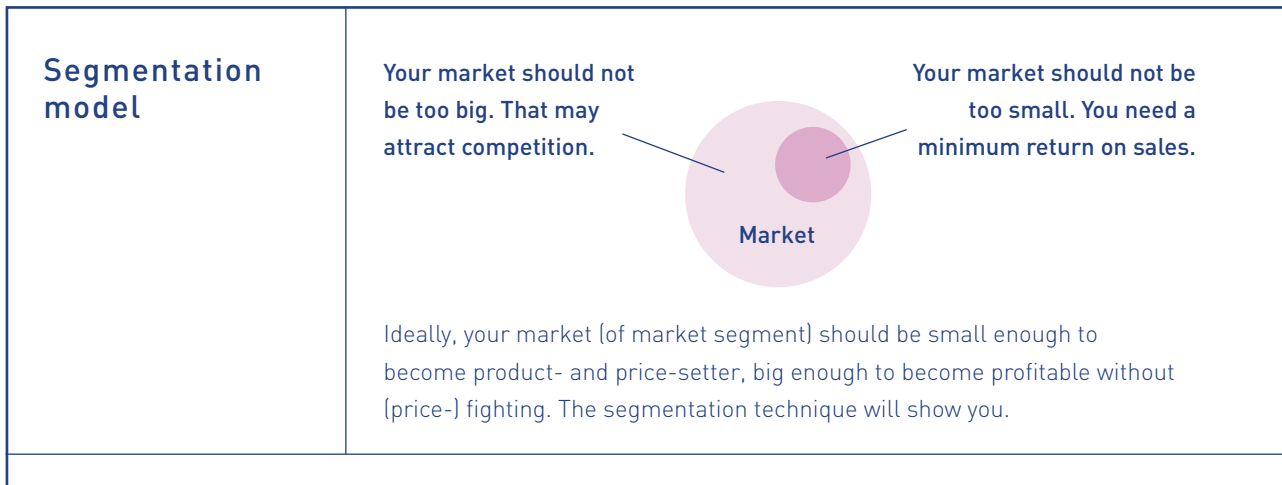 Segmentation
model
Your market should not
be too big. That may
attract competition.
Your market should not be
too small. You need a
minimum return on sales.
Market
Ideally, your market (of market segment) should be small enough to
become product- and price-setter, big enough to become profitable without
(price-) fighting. The segmentation technique will show you.